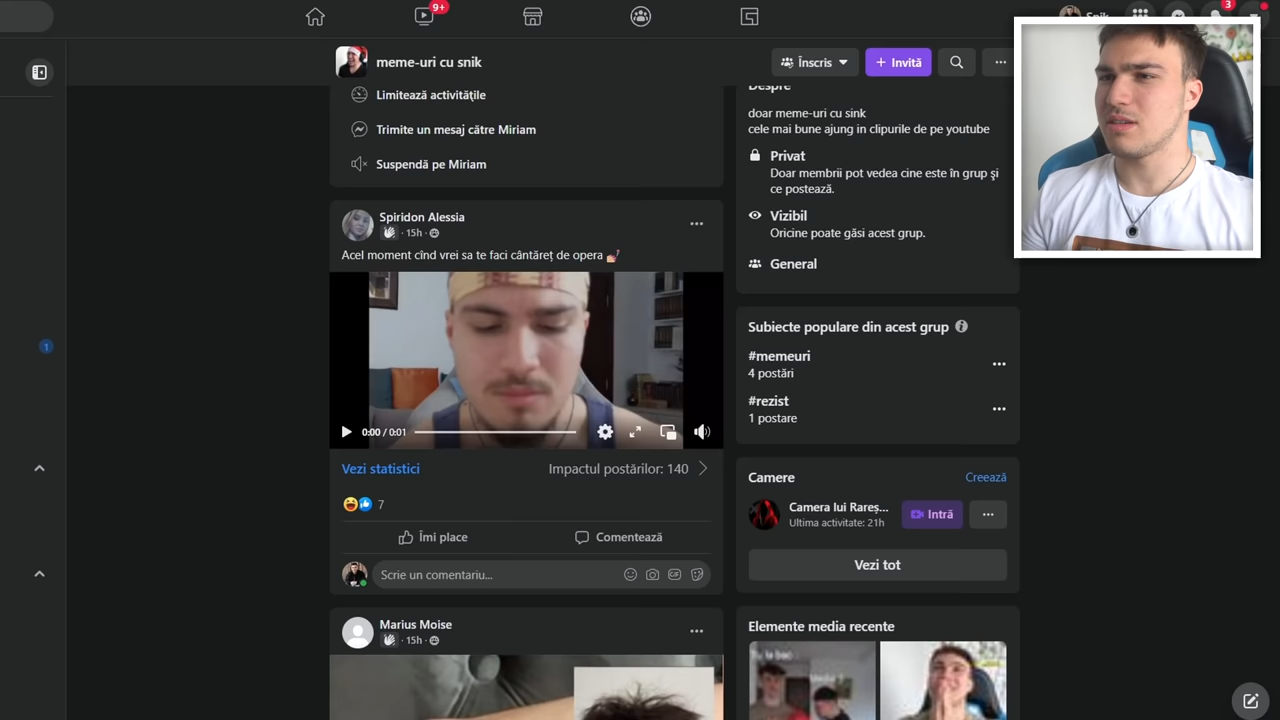 9+
3
Snik
meme-uri cu snik
Înscris
+ Invită
Limitează activitățile
Trimite un mesaj către Miriam
Suspendă pe Miriam
Spiridon Alessia
15h ·
Acel moment cînd vrei sa te faci cântăreț de opera
0:00 / 0:01
Vezi statistici
Impactul postărilor: 140
7
Îmi place
Comentează
Scrie un comentariu...
GIF
Marius Moise
15h ·
Despre
doar meme-uri cu sink
cele mai bune ajung in clipurile de pe youtube
Privat
Doar membrii pot vedea cine este în grup şi
ce postează.
Vizibil
Oricine poate găsi acest grup.
General
Subiecte populare din acest grup
#memeuri
4 postări
#rezist
1 postare
Camere
Creează
Camera lui Rareș...
Ultima activitate: 21h
Intră
Vezi tot
Elemente media recente
1